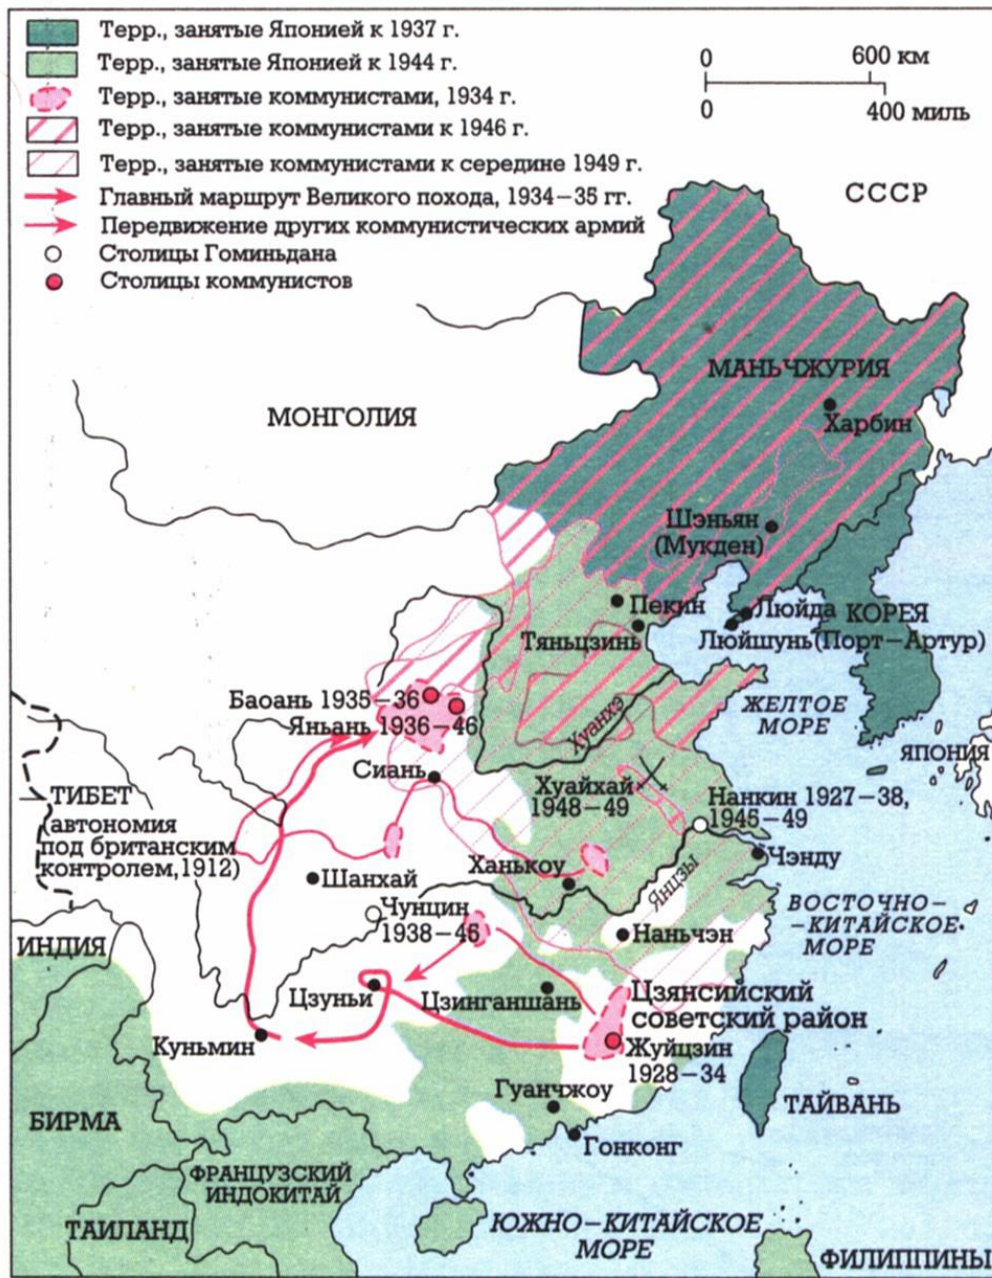 Терр., занятые Японией к 1937 г.
Терр., занятые Японией к 1944 г.
Терр., занятые коммунистами, 1934 г.
Терр., занятые коммунистами к 1946 г.
Терр., занятые коммунистами к середине 1949 г.
Главный маршрут Великого похода, 1934—35 гг.
Передвижение других коммунистических армий
Столицы Гоминьдана
Столицы коммунистов
0 600 км
0 400 миль
СССР
МАНЬЧЖУРИЯ
МОНГОЛИЯ
Харбин
Шэньян
(Мукден)
Пекин
Люйда
КОРЕЯ
Тяньцзинь
Люйшунь(Порт—Артур)
Баоань 1935—36
Яньань 1936—46
Хуанхэ
ЖЕЛТОЕ
МОРЕ
ЯПОНИЯ
Сиань
Хуайхай
1948—49
Нанкин 1927—38,
1945—49
ТИБЕТ
(автономия
под британским
контролем,1912)
Шанхай
Ханькоу
Янцзы
Чэнду
Чунцин
1938—46
Наньчэн
ВОСТОЧНО—
—КИТАЙСКОЕ
МОРЕ
ИНДИЯ
Цзуньи
Цзинганшань
Цзянсийский
советский район
Куньмин
Жуйцзин
1928—34
Гуанчжоу
ТАЙВАНЬ
БИРМА
Гонконг
ФРАНЦУЗСКИЙ
ИНДОКИТАЙ
ТАИЛАНД
ЮЖНО—КИТАЙСКОЕ
МОРЕ
ФИЛИППИНЫ